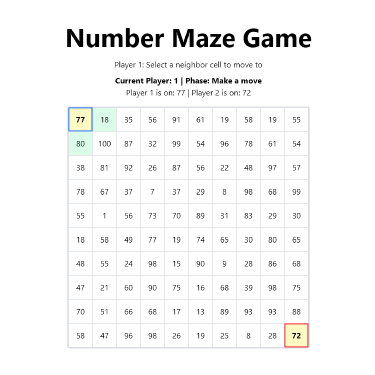 Number Maze Game
Player 1: Select a neighbor cell to move to
Current Player: 1 | Phase: Make a move
Player 1 is on: 77 | Player 2 is on: 72
77 18 35 56 91 61 19 58 19 55
80 100 87 32 99 54 96 78 61 54
38 81 92 26 87 56 22 48 97 57
78 67 37 7 37 29 8 98 68 99
55 1 56 73 70 89 31 83 29 30
18 58 49 77 19 74 65 30 80 65
48 55 24 98 15 90 9 28 86 68
47 21 60 90 75 16 68 39 98 75
70 51 66 68 17 13 89 93 93 88
58 47 96 98 26 19 25 8 28 72